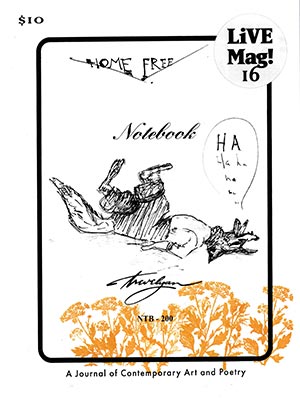 $10
HOME FREE
LiVE
Mag!
16
Notebook
HA
Ha ha
ha
NTB - 200
A Journal of Contemporary Art and Poetry